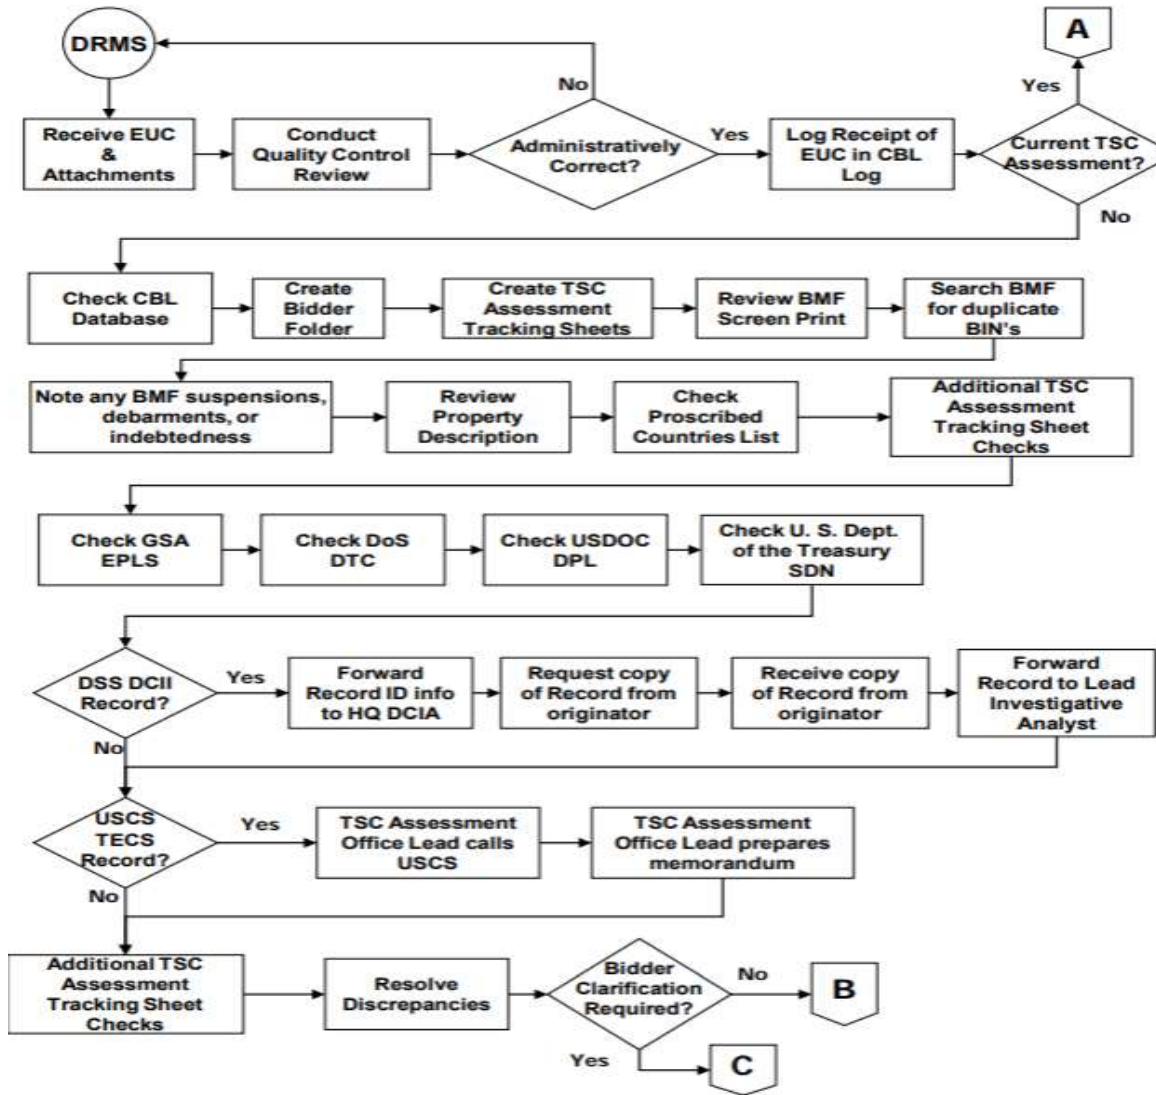 DRMS
A
No
Yes
Receive EUC
&
Attachments
Conduct
Quality Control
Review
Administratively
Correct?
Yes
Log Receipt of
EUC in CBL
Log
Current TSC
Assessment?
No
Check CBL
Database
Create
Bidder
Folder
Create TSC
Assessment
Tracking Sheets
Review BMF
Screen Print
Search BMF
for duplicate
BIN's
Note any BMF suspensions,
debarments, or
indebtedness
Review
Property
Description
Check
Proscribed
Countries List
Additional TSC
Assessment
Tracking Sheet
Checks
Check GSA
EPLS
Check DoS
DTC
Check USDOC
DPL
Check U. S. Dept.
of the Treasury
SDN
DSS DCII
Record?
Yes
Forward
Record ID info
to HQ DCIA
Request copy
of Record from
originator
Receive copy
of Record from
originator
Forward
Record to Lead
Investigative
Analyst
No
USCS
TECS
Record?
Yes
TSC Assessment
Office Lead calls
USCS
TSC Assessment
Office Lead prepares
memorandum
No
Additional TSC
Assessment
Tracking Sheet
Checks
Resolve
Discrepancies
Bidder
Clarification
Required?
No
B
Yes
C